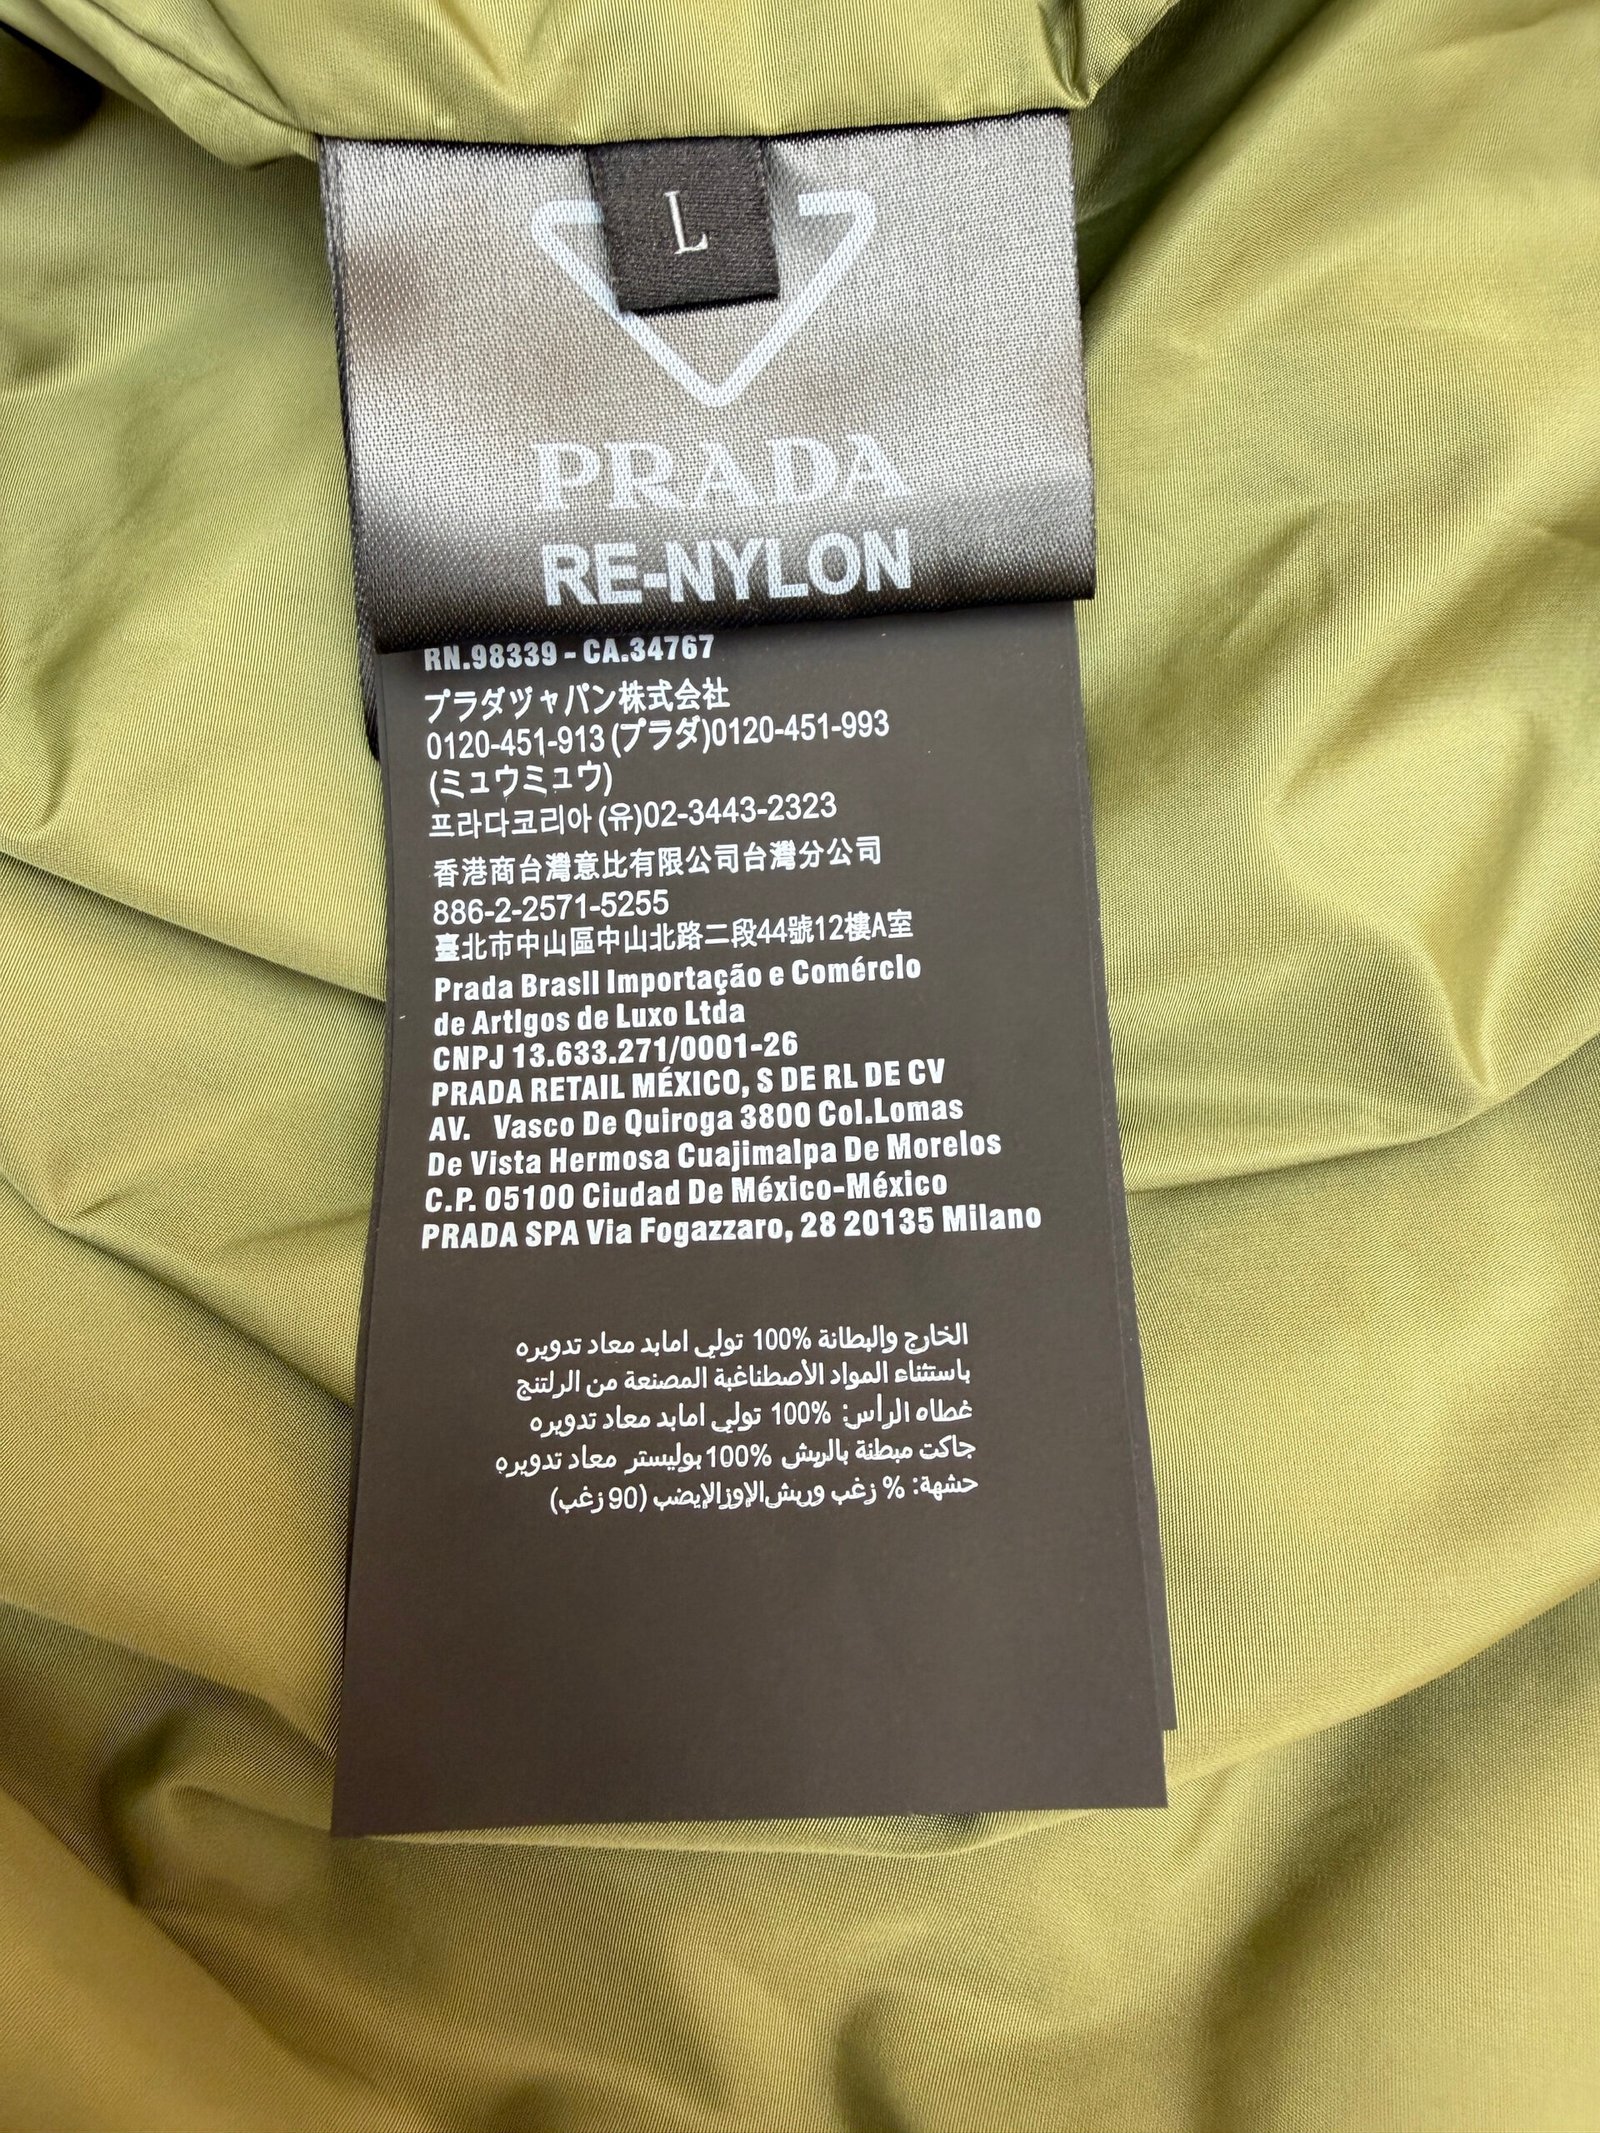 L
PRADA
RE-NYLON
RN.98339 - CA.34767
プラダツャパン株式会社
0120-451-913 (プラダ)0120-451-993
(ミュウミュウ)
프라다코리아 (유)02-3443-2323
香港商台灣意比有限公司台灣分公司
886-2-2571-5255
臺北市中山區中山北路二段44號12樓A室
Prada BrasIl Importação e ComércIo
de ArtIgos de Luxo Ltda
CNPJ 13.633.271/0001-26
PRADA RETAIL MÉXICO, S DE RL DE CV
AV. Vasco De Quiroga 3800 Col.Lomas
De Vista Hermosa Cuajimalpa De Morelos
C.P. 05100 Ciudad De México-México
PRADA SPA Via Fogazzaro, 28 20135 Milano
الخارج والبطانة 100% تولي امابد معاد تدويره
باستثناء المواد الأصطناغبة المصنعة من الرلتنج
غطاه الرأس: 100% تولي امابد معاد تدويره
جاكت مبطنة بالريش 100% بوليستر معاد تدويره
حشهة: % زغب وريش الإوز الإيضب (90 زغب)